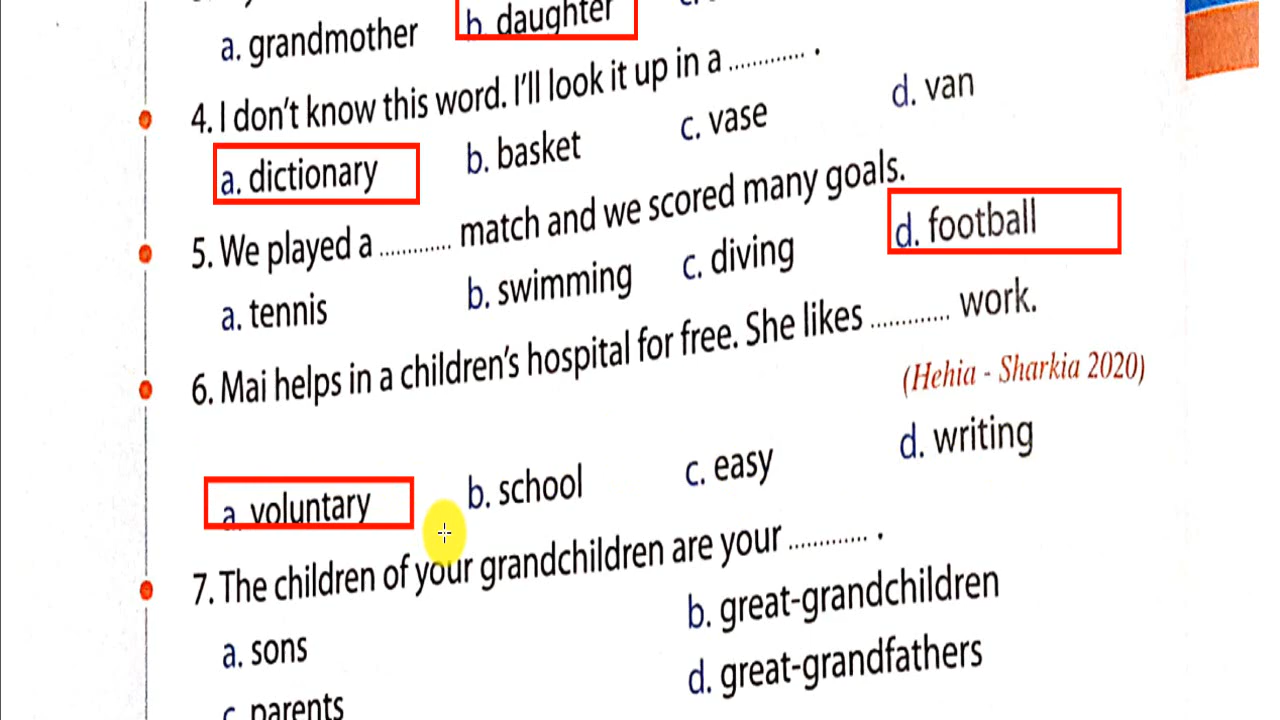 a. grandmother b. daughter
4. I don't know this word. I'll look it up in a ............. .
a. dictionary b. basket c. vase d. van
5. We played a ............ match and we scored many goals.
a. tennis b. swimming c. diving d. football
6. Mai helps in a children's hospital for free. She likes ............. work.
(Hehia - Sharkia 2020)
a. voluntary b. school c. easy d. writing
7. The children of your grandchildren are your ............. .
a. sons b. great-grandchildren
c. parents d. great-grandfathers